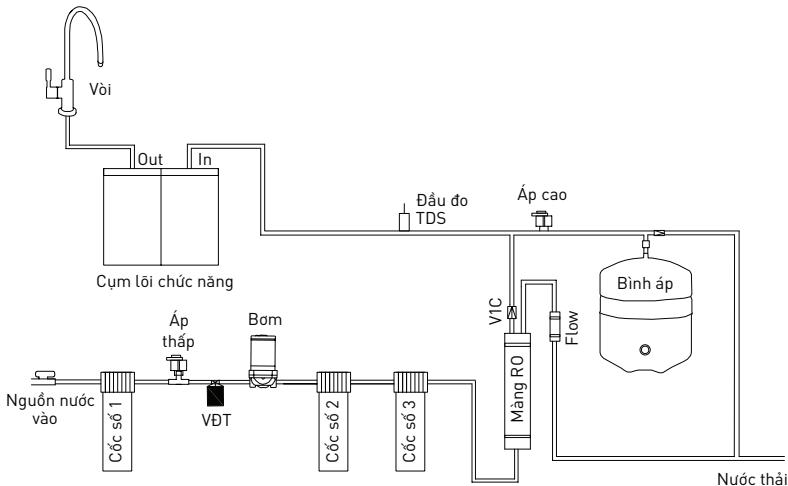 Vòi
Out
In
Đầu đo
TDS
Áp cao
Cụm lõi chức năng
Bình áp
Áp
thấp
Bơm
V1C
Flow
Màng RO
Nguồn nước
vào
Cốc số 1
VĐT
Cốc số 2
Cốc số 3
Nước thải